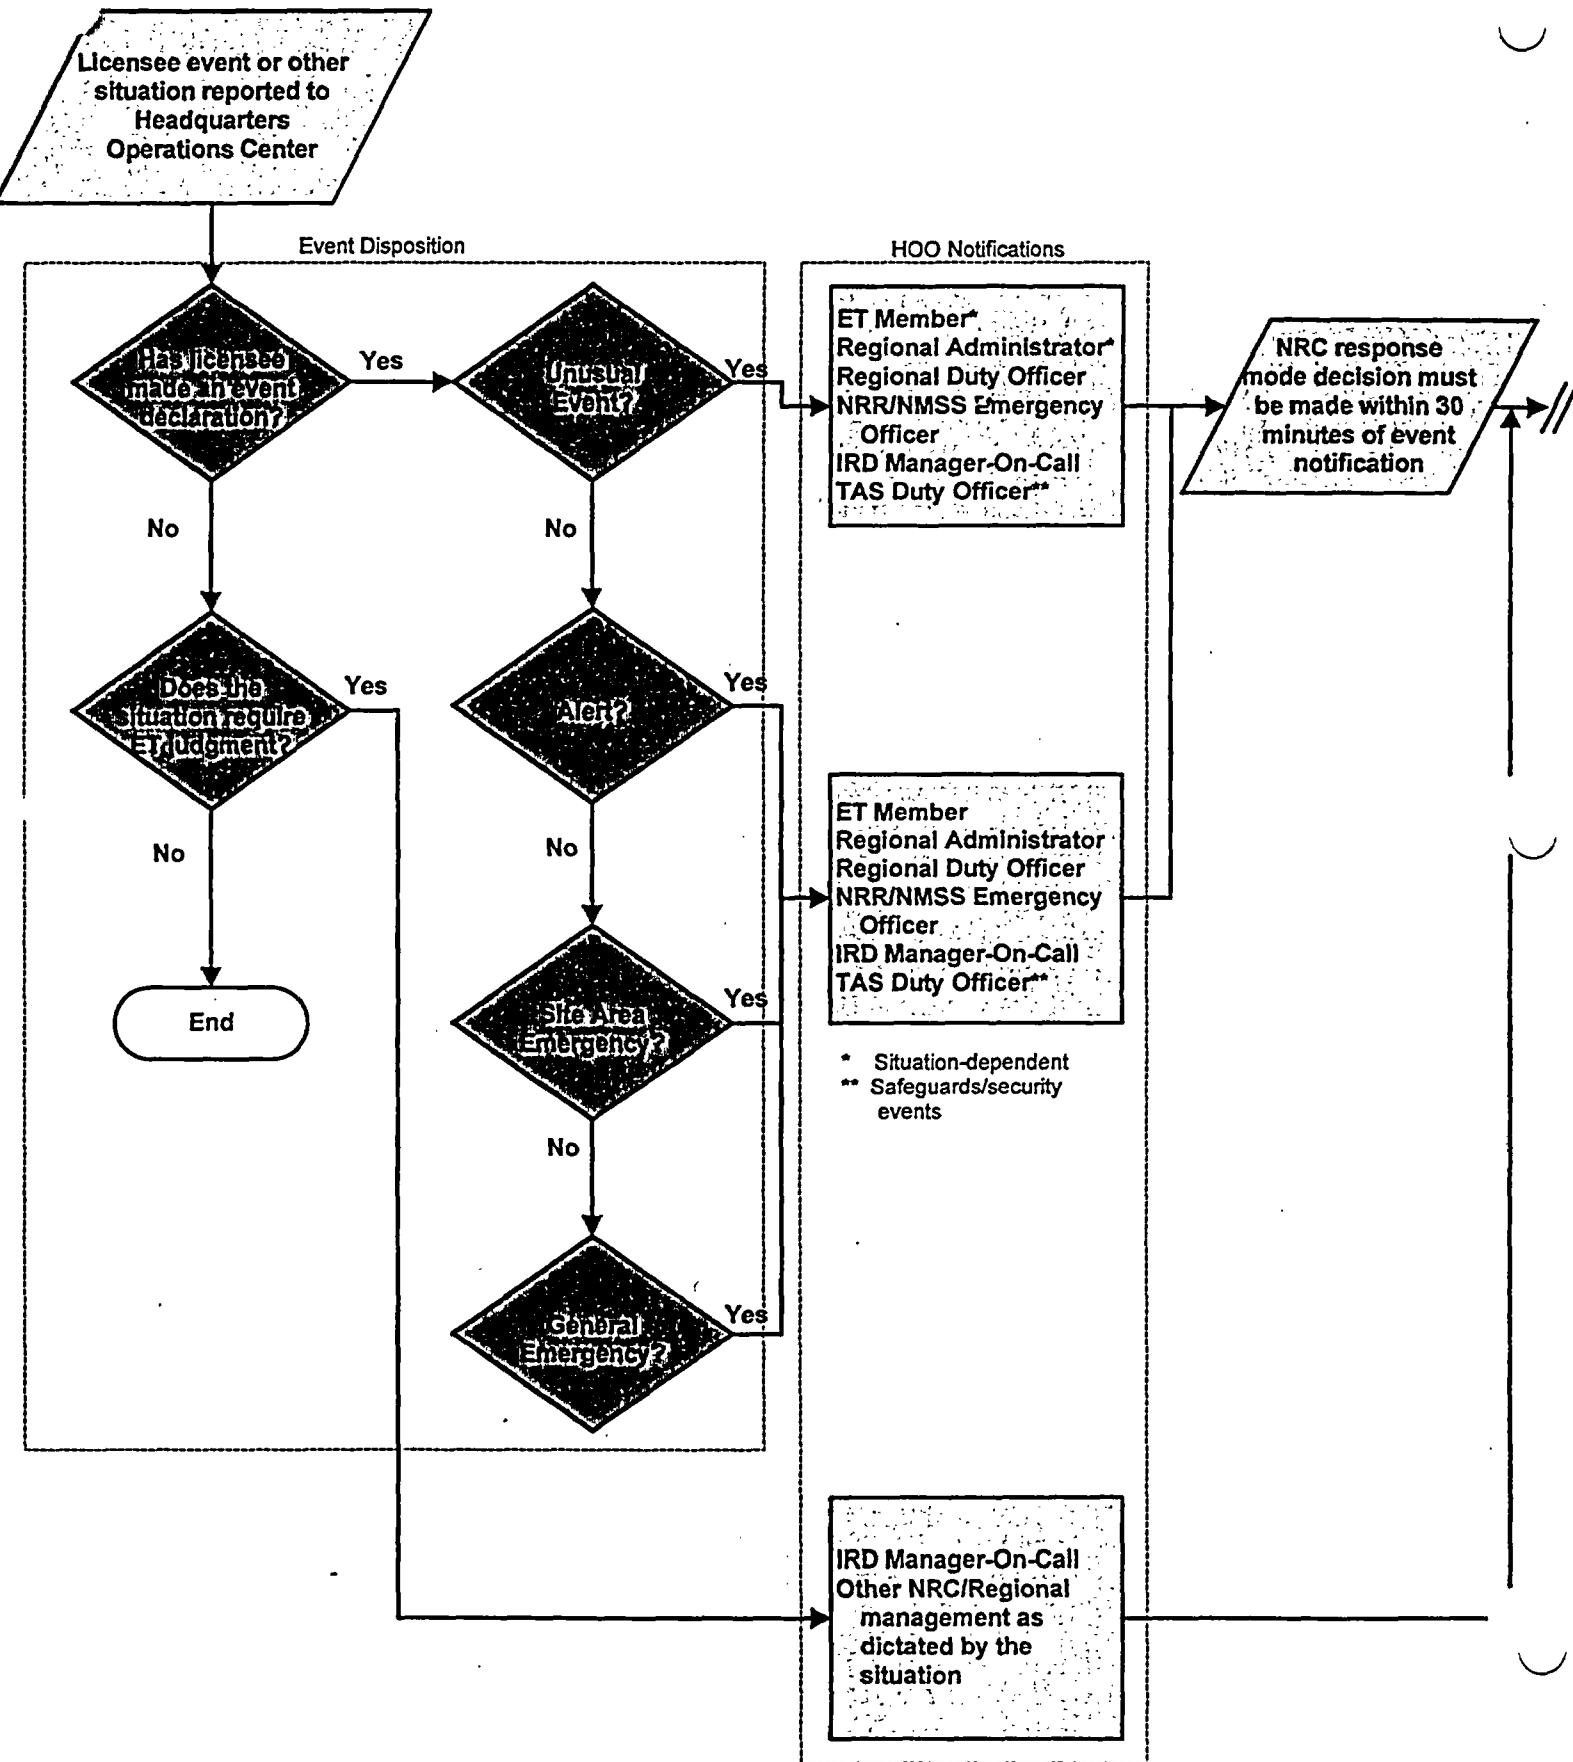 Licensee event or other
situation reported to
Headquarters
Operations Center
Event Disposition
HOO Notifications
Has licensee
made an event
declaration?
Yes
Unusual
Event?
Yes
ET Member*
Regional Administrator*
Regional Duty Officer
NRR/NMSS Emergency
Officer
IRD Manager-On-Call
TAS Duty Officer**
NRC response
mode decision must
be made within 30
minutes of event
notification
No
No
Does the
situation require
ET judgment?
Yes
Alert?
Yes
No
No
ET Member
Regional Administrator
Regional Duty Officer
NRR/NMSS Emergency
Officer
IRD Manager-On-Call
TAS Duty Officer**
End
Site Area
Emergency?
Yes
* Situation-dependent
** Safeguards/security
events
No
General
Emergency?
Yes
IRD Manager-On-Call
Other NRC/Regional
management as
dictated by the
situation